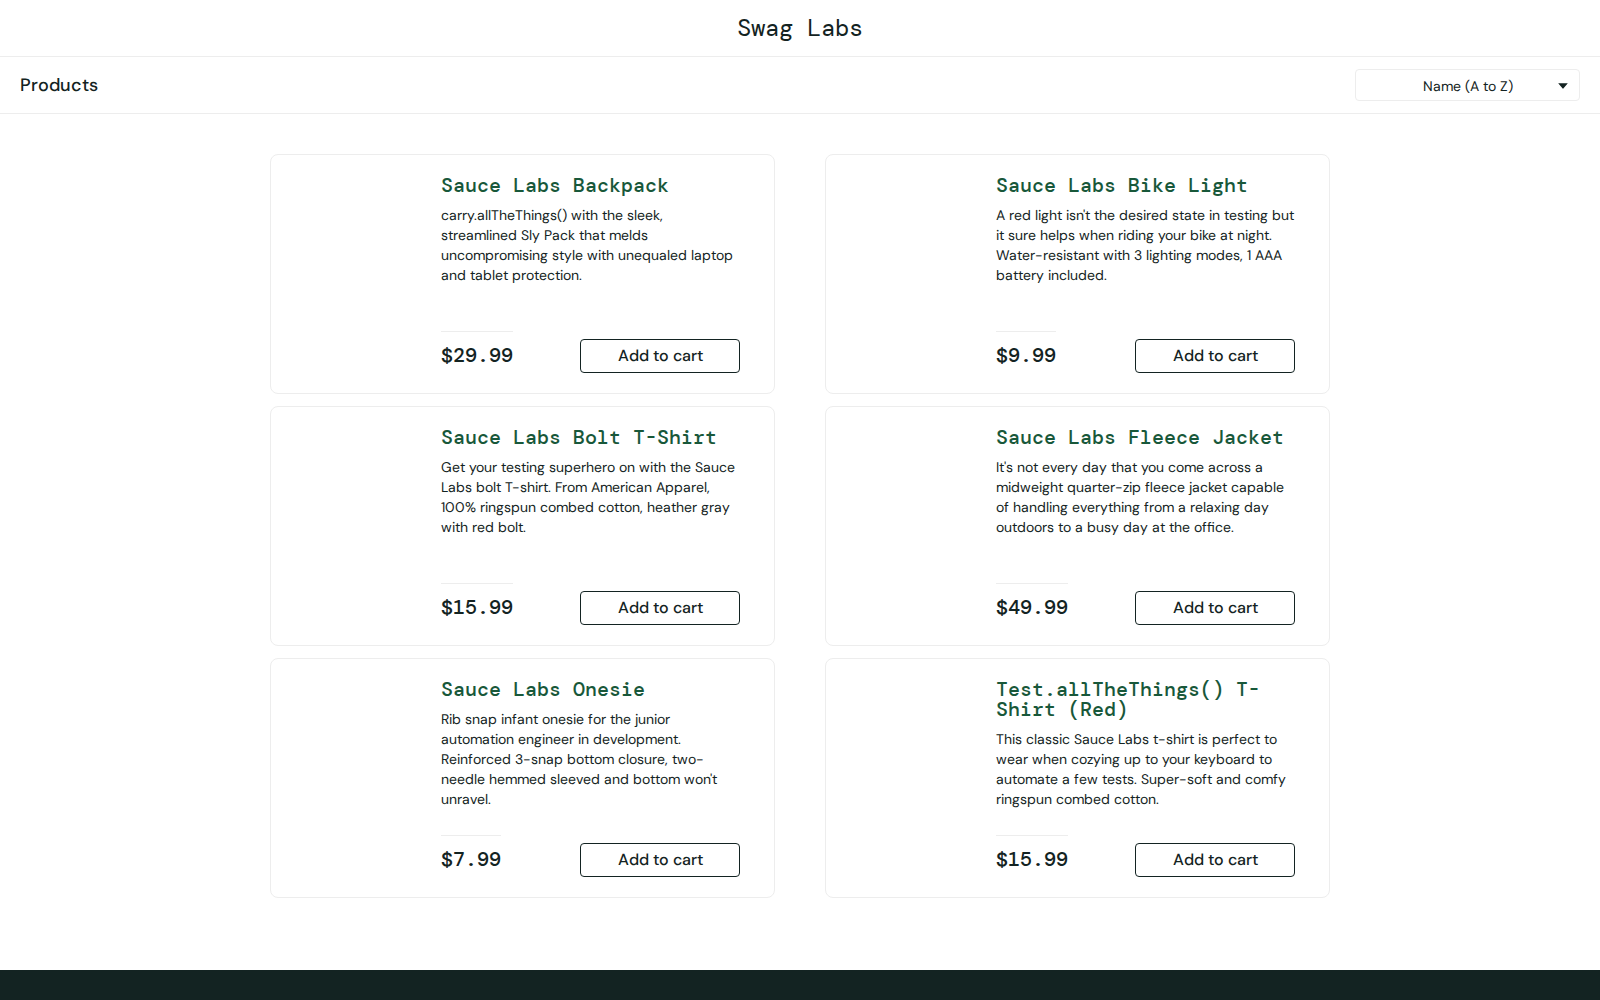 Swag Labs
Products
Name (A to Z)
Sauce Labs Backpack
carry.allTheThings() with the sleek,
streamlined Sly Pack that melds
uncompromising style with unequaled laptop
and tablet protection.
$29.99
Add to cart
Sauce Labs Bike Light
A red light isn't the desired state in testing but
it sure helps when riding your bike at night.
Water-resistant with 3 lighting modes, 1 AAA
battery included.
$9.99
Add to cart
Sauce Labs Bolt T-Shirt
Get your testing superhero on with the Sauce
Labs bolt T-shirt. From American Apparel,
100% ringspun combed cotton, heather gray
with red bolt.
$15.99
Add to cart
Sauce Labs Fleece Jacket
It's not every day that you come across a
midweight quarter-zip fleece jacket capable
of handling everything from a relaxing day
outdoors to a busy day at the office.
$49.99
Add to cart
Sauce Labs Onesie
Rib snap infant onesie for the junior
automation engineer in development.
Reinforced 3-snap bottom closure, two-
needle hemmed sleeved and bottom won't
unravel.
$7.99
Add to cart
Test.allTheThings() T-
Shirt (Red)
This classic Sauce Labs t-shirt is perfect to
wear when cozying up to your keyboard to
automate a few tests. Super-soft and comfy
ringspun combed cotton.
$15.99
Add to cart